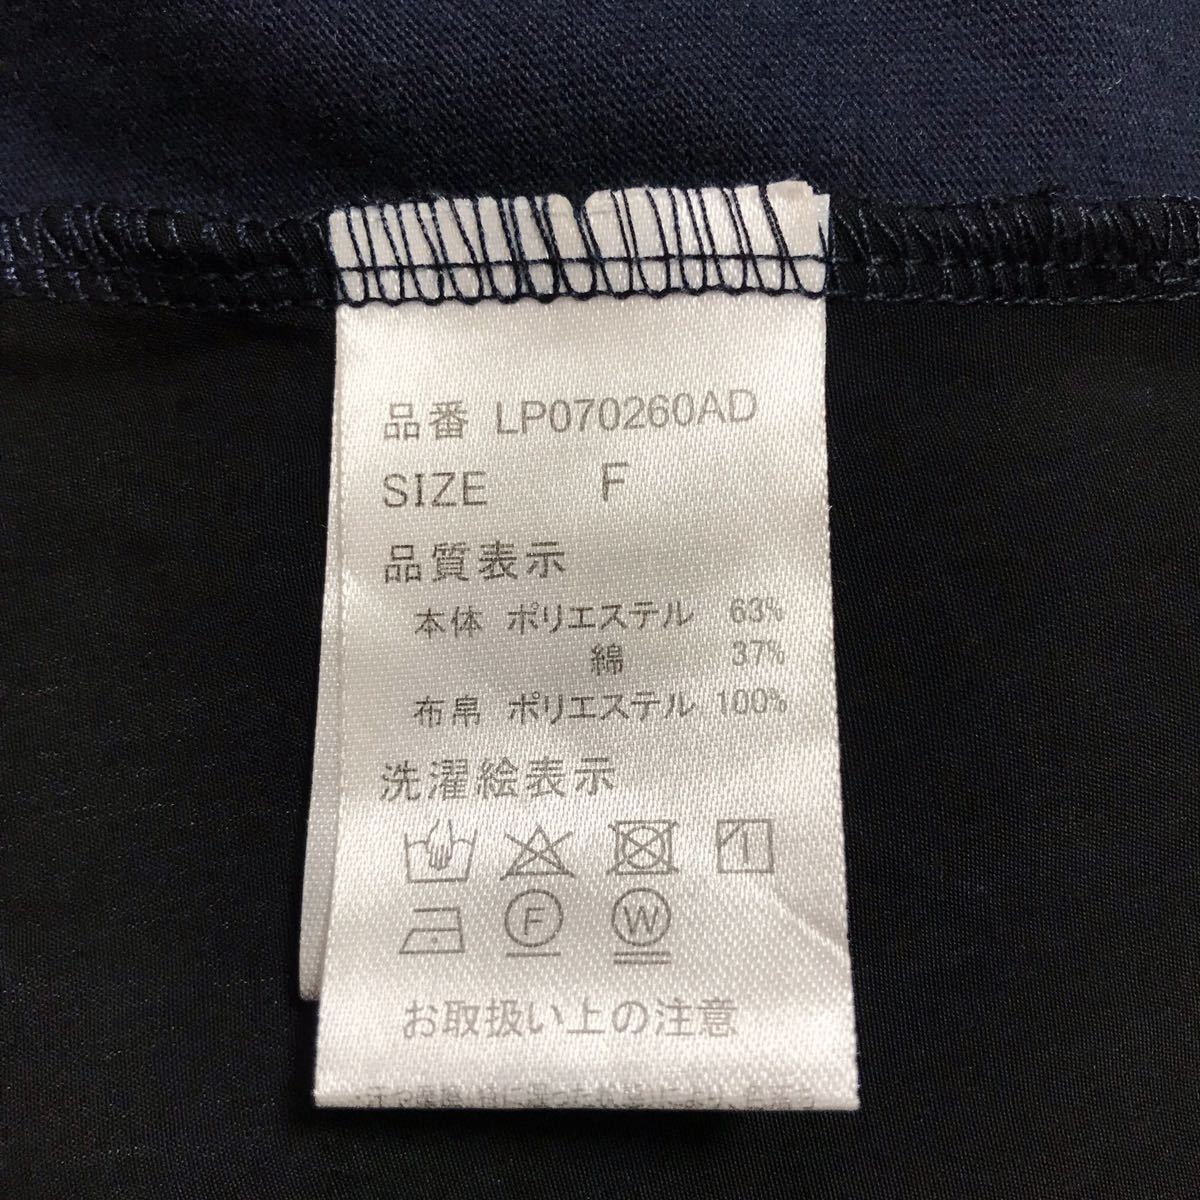 品番 LP070260AD
SIZE F
品質表示
本体 ポリエステル 63%
綿 37%
布帛 ポリエステル 100%
洗濯絵表示
F W
お取扱い上の注意